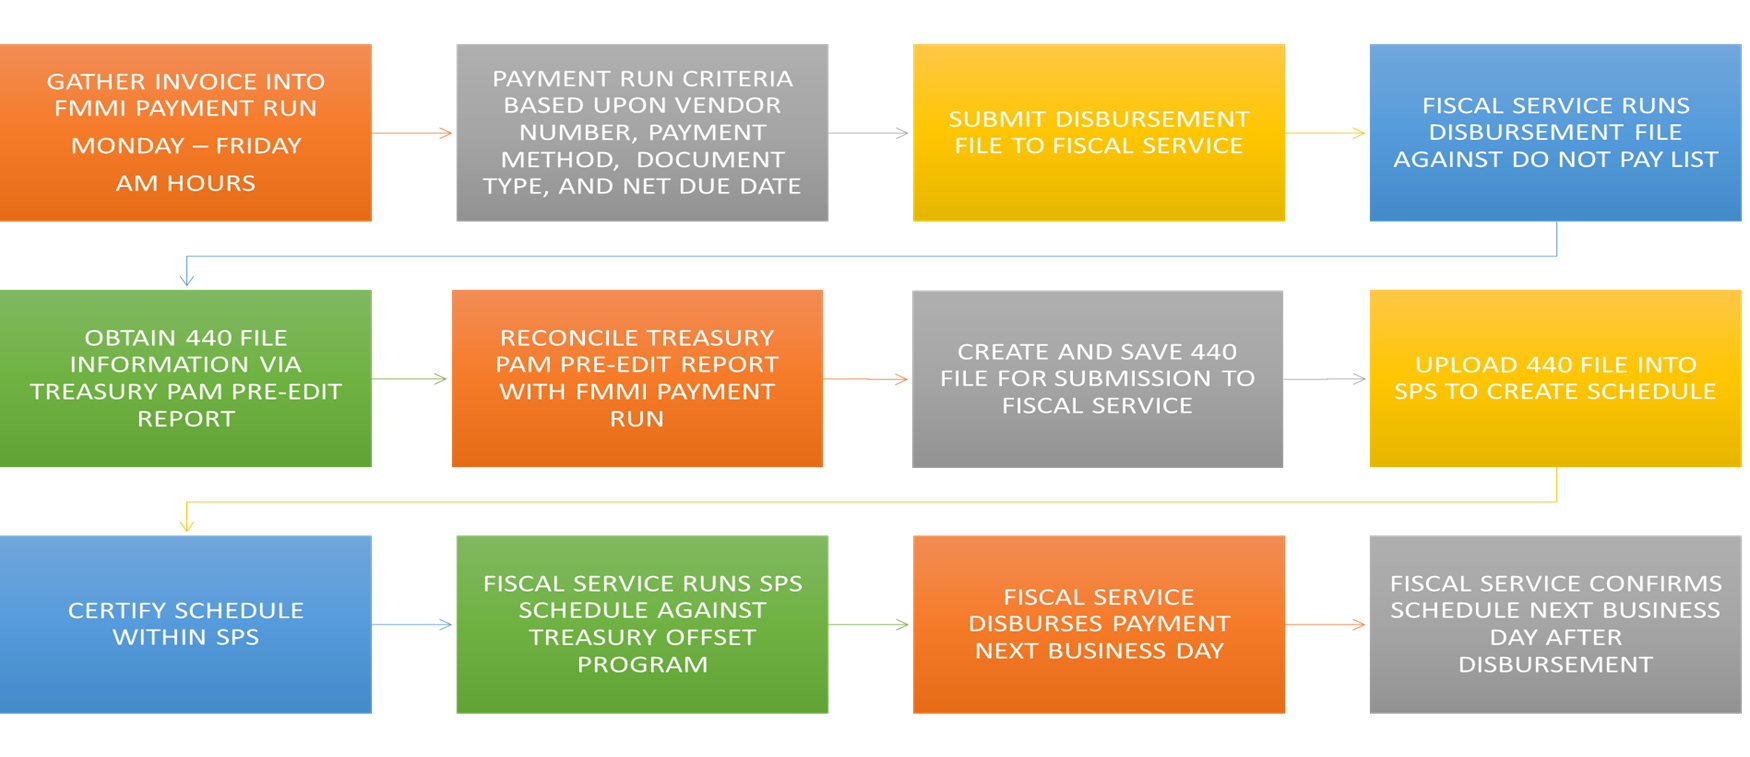 GATHER INVOICE INTO
FMMI PAYMENT RUN
MONDAY – FRIDAY
AM HOURS
PAYMENT RUN CRITERIA
BASED UPON VENDOR
NUMBER, PAYMENT
METHOD, DOCUMENT
TYPE, AND NET DUE DATE
SUBMIT DISBURSEMENT
FILE TO FISCAL SERVICE
FISCAL SERVICE RUNS
DISBURSEMENT FILE
AGAINST DO NOT PAY LIST
OBTAIN 440 FILE
INFORMATION VIA
TREASURY PAM PRE-EDIT
REPORT
RECONCILE TREASURY
PAM PRE-EDIT REPORT
WITH FMMI PAYMENT
RUN
CREATE AND SAVE 440
FILE FOR SUBMISSION TO
FISCAL SERVICE
UPLOAD 440 FILE INTO
SPS TO CREATE SCHEDULE
CERTIFY SCHEDULE
WITHIN SPS
FISCAL SERVICE RUNS SPS
SCHEDULE AGAINST
TREASURY OFFSET
PROGRAM
FISCAL SERVICE
DISBURSES PAYMENT
NEXT BUSINESS DAY
FISCAL SERVICE CONFIRMS
SCHEDULE NEXT BUSINESS
DAY AFTER
DISBURSEMENT